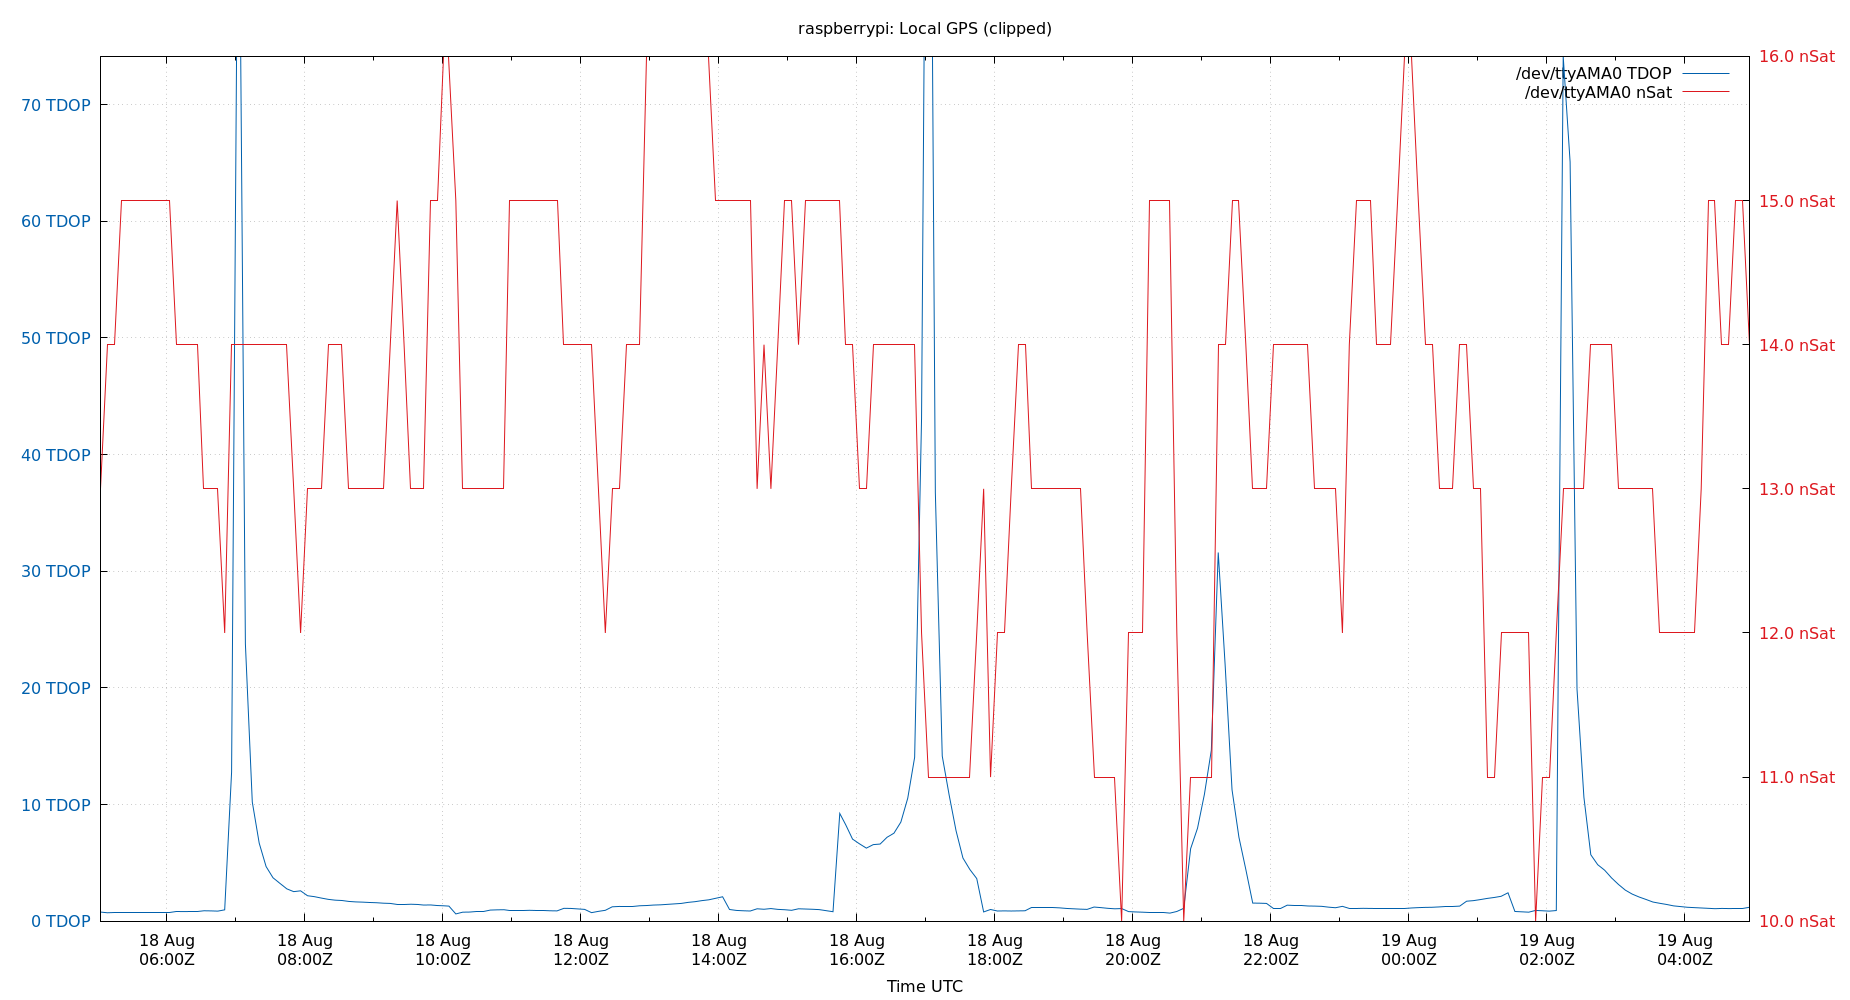 raspberrypi: Local GPS (clipped)
16.0 nSat
/dev/ttyAMA0 TDOP
/dev/ttyAMA0 nSat
70 TDOP
15.0 nSat
60 TDOP
50 TDOP
14.0 nSat
40 TDOP
13.0 nSat
30 TDOP
12.0 nSat
20 TDOP
11.0 nSat
10 TDOP
0 TDOP
10.0 nSat
18 Aug 18 Aug 18 Aug 18 Aug 18 Aug 18 Aug 18 Aug 18 Aug 18 Aug 19 Aug 19 Aug 19 Aug
06:00Z 08:00Z 10:00Z 12:00Z 14:00Z 16:00Z 18:00Z 20:00Z 22:00Z 00:00Z 02:00Z 04:00Z
Time UTC